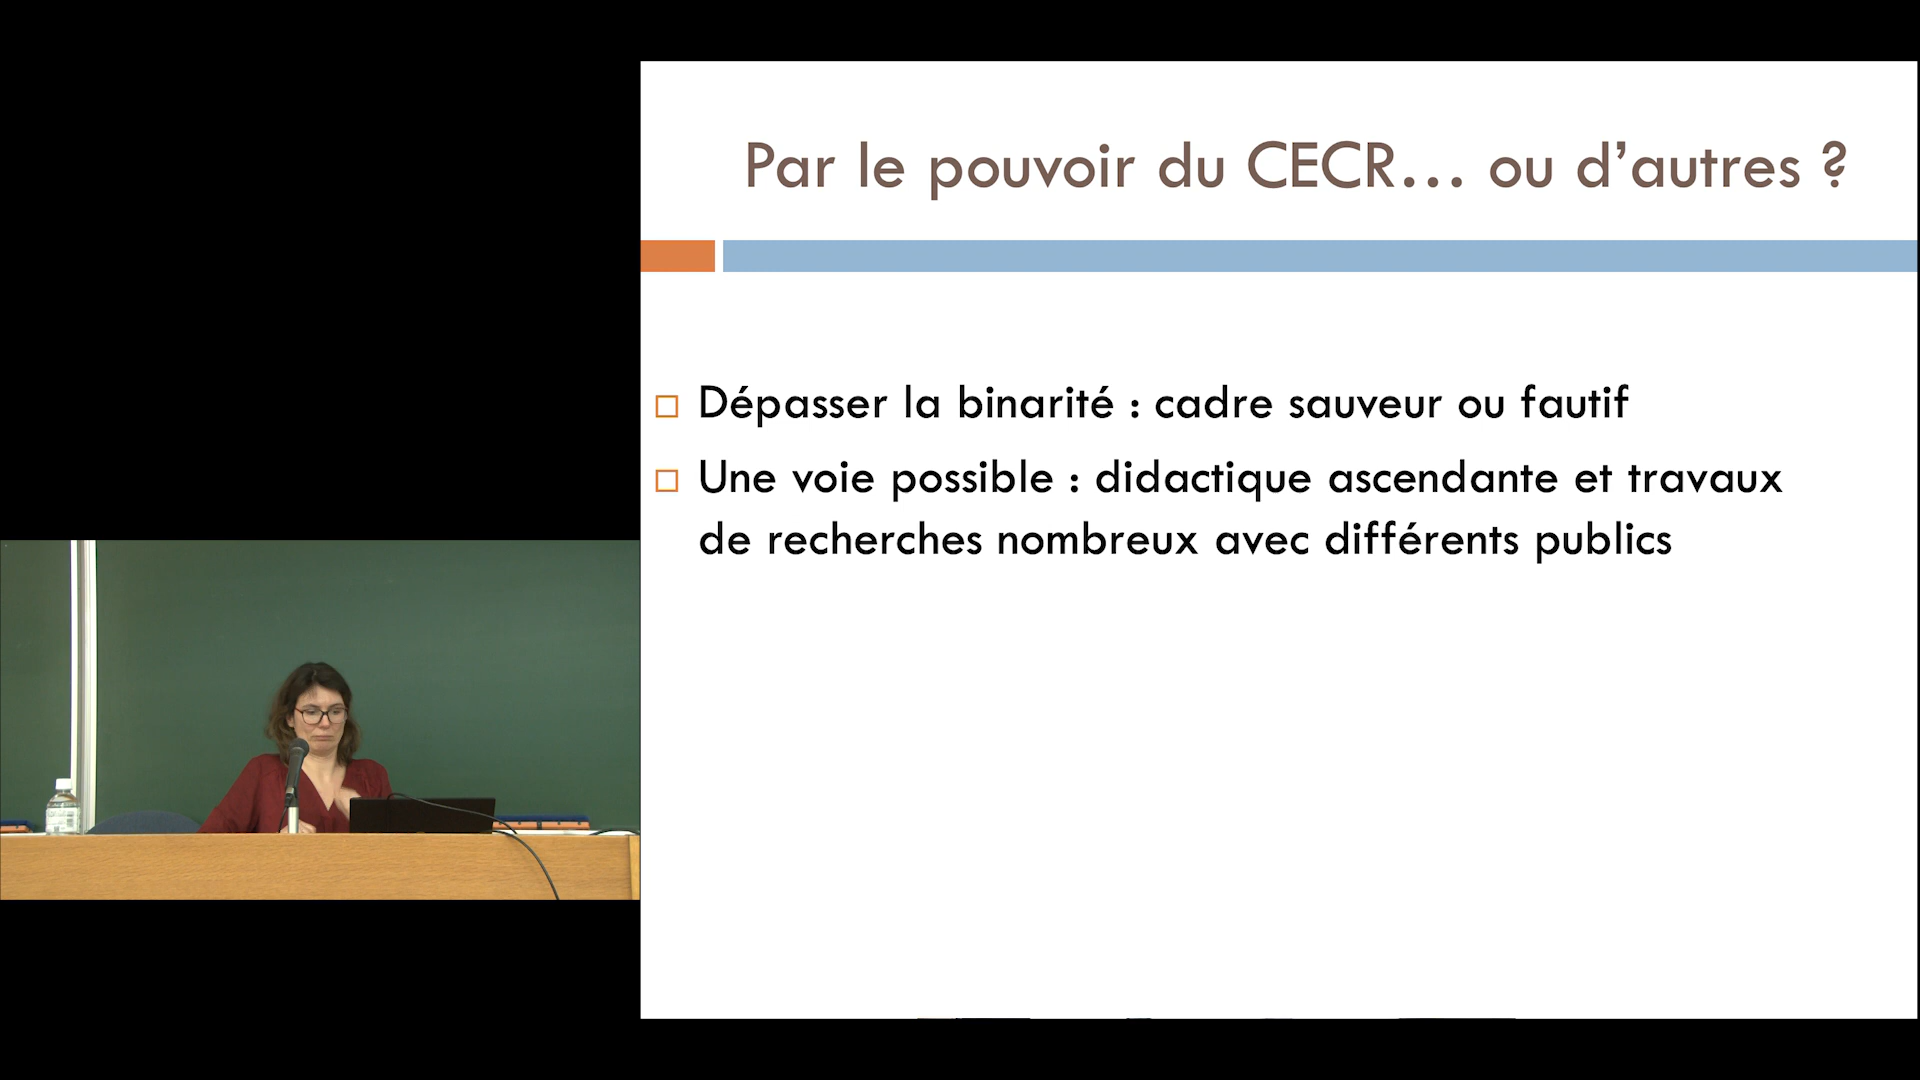 Par le pouvoir du CECR… ou d’autres ?
Dépasser la binarité : cadre sauveur ou fautif
Une voie possible : didactique ascendante et travaux
de recherches nombreux avec différents publics